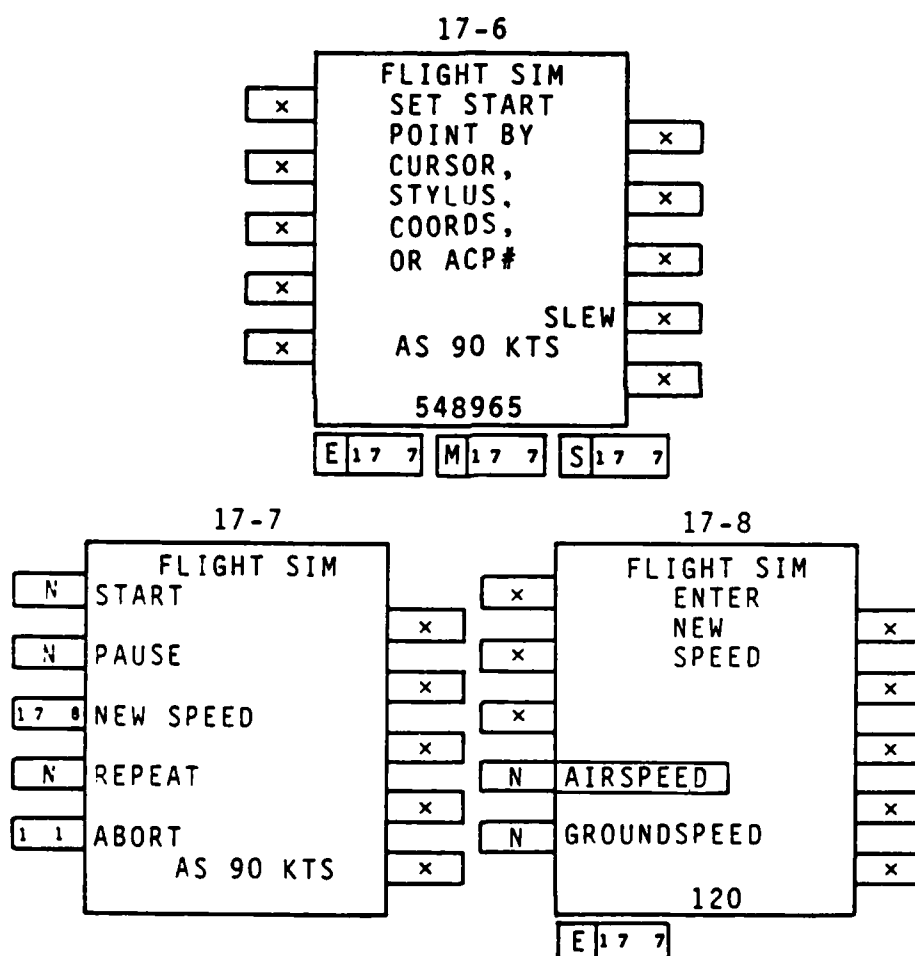 17-6
FLIGHT SIM
× SET START
POINT BY ×
× CURSOR,
STYLUS, ×
× COORDS,
OR ACP# ×
×
SLEW ×
× AS 90 KTS
×
548965
E 17 7 M 17 7 S 17 7
17-7
FLIGHT SIM
N START
×
N PAUSE
×
17 8 NEW SPEED
×
N REPEAT
×
1 1 ABORT
AS 90 KTS ×
17-8
FLIGHT SIM
× ENTER
NEW ×
× SPEED
×
×
×
N AIRSPEED
×
N GROUNDSPEED
×
120
E 17 7